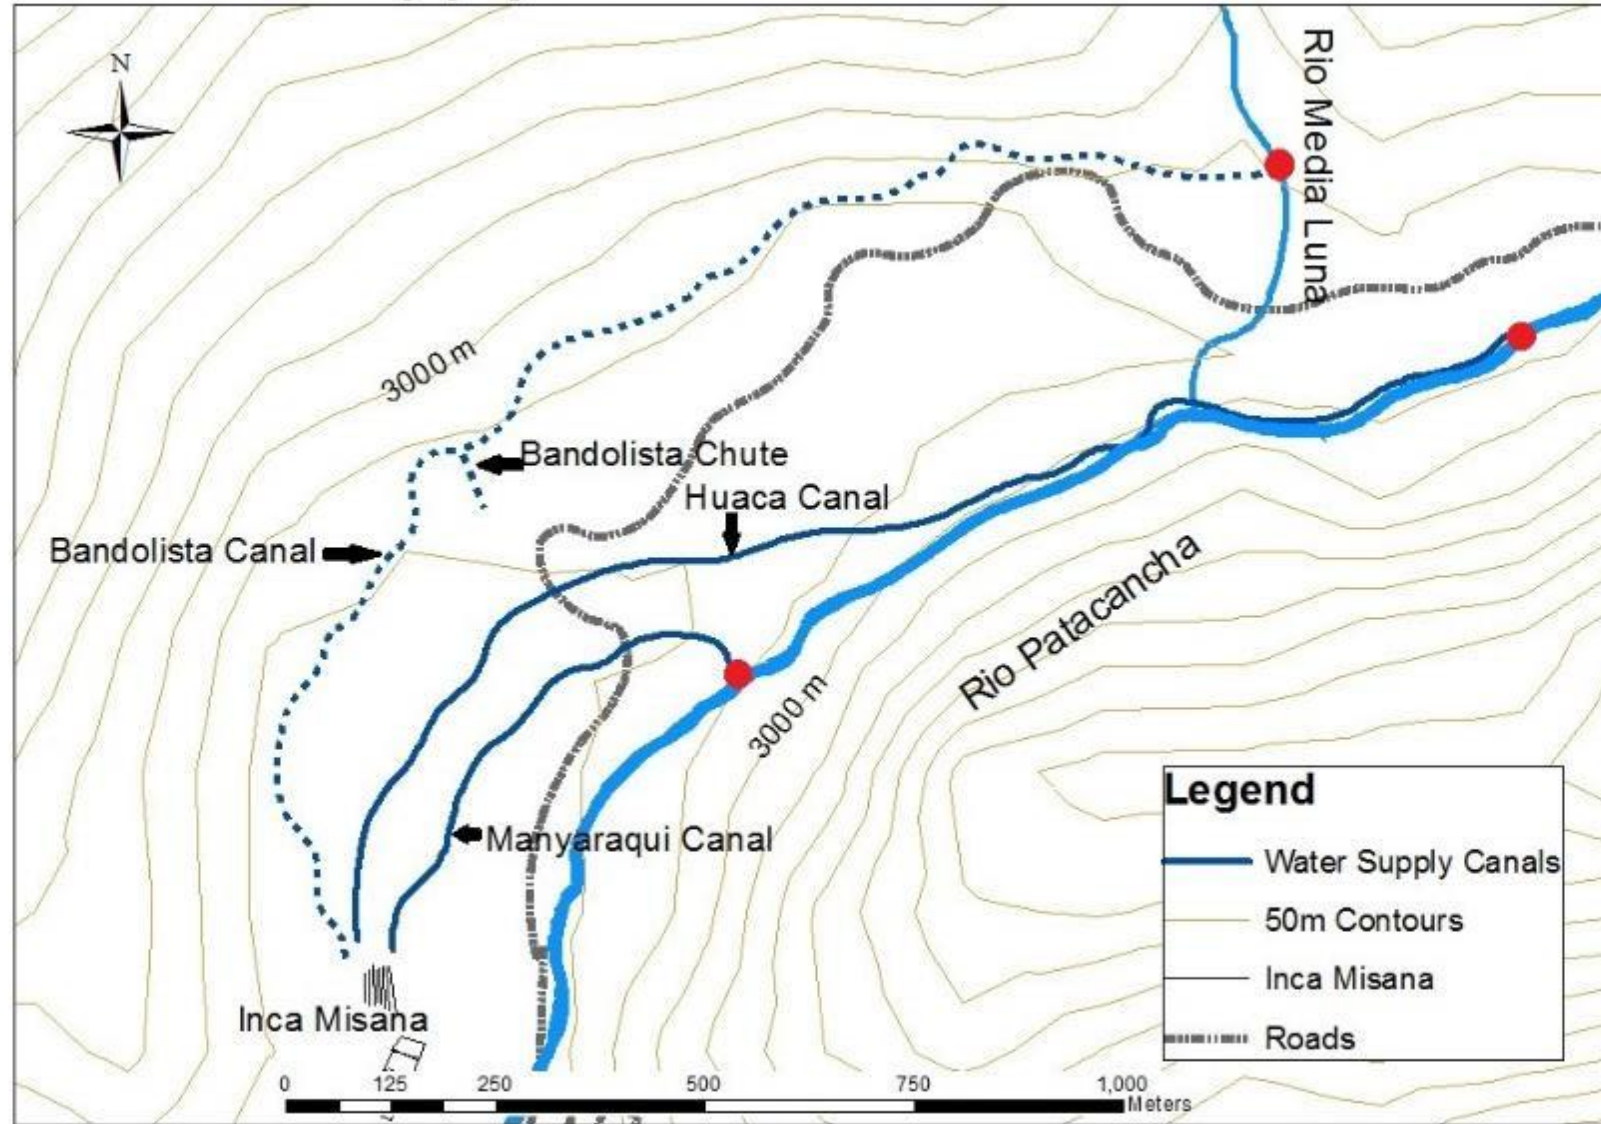 N
Rio Media Luna
3000 m
Bandolista Chute
Huaca Canal
Bandolista Canal
Rio Patacancha
3000 m
Manyaraqui Canal
Legend
Water Supply Canals
50m Contours
Inca Misana
Roads
Inca Misana
0 125 250 500 750 1,000
Meters